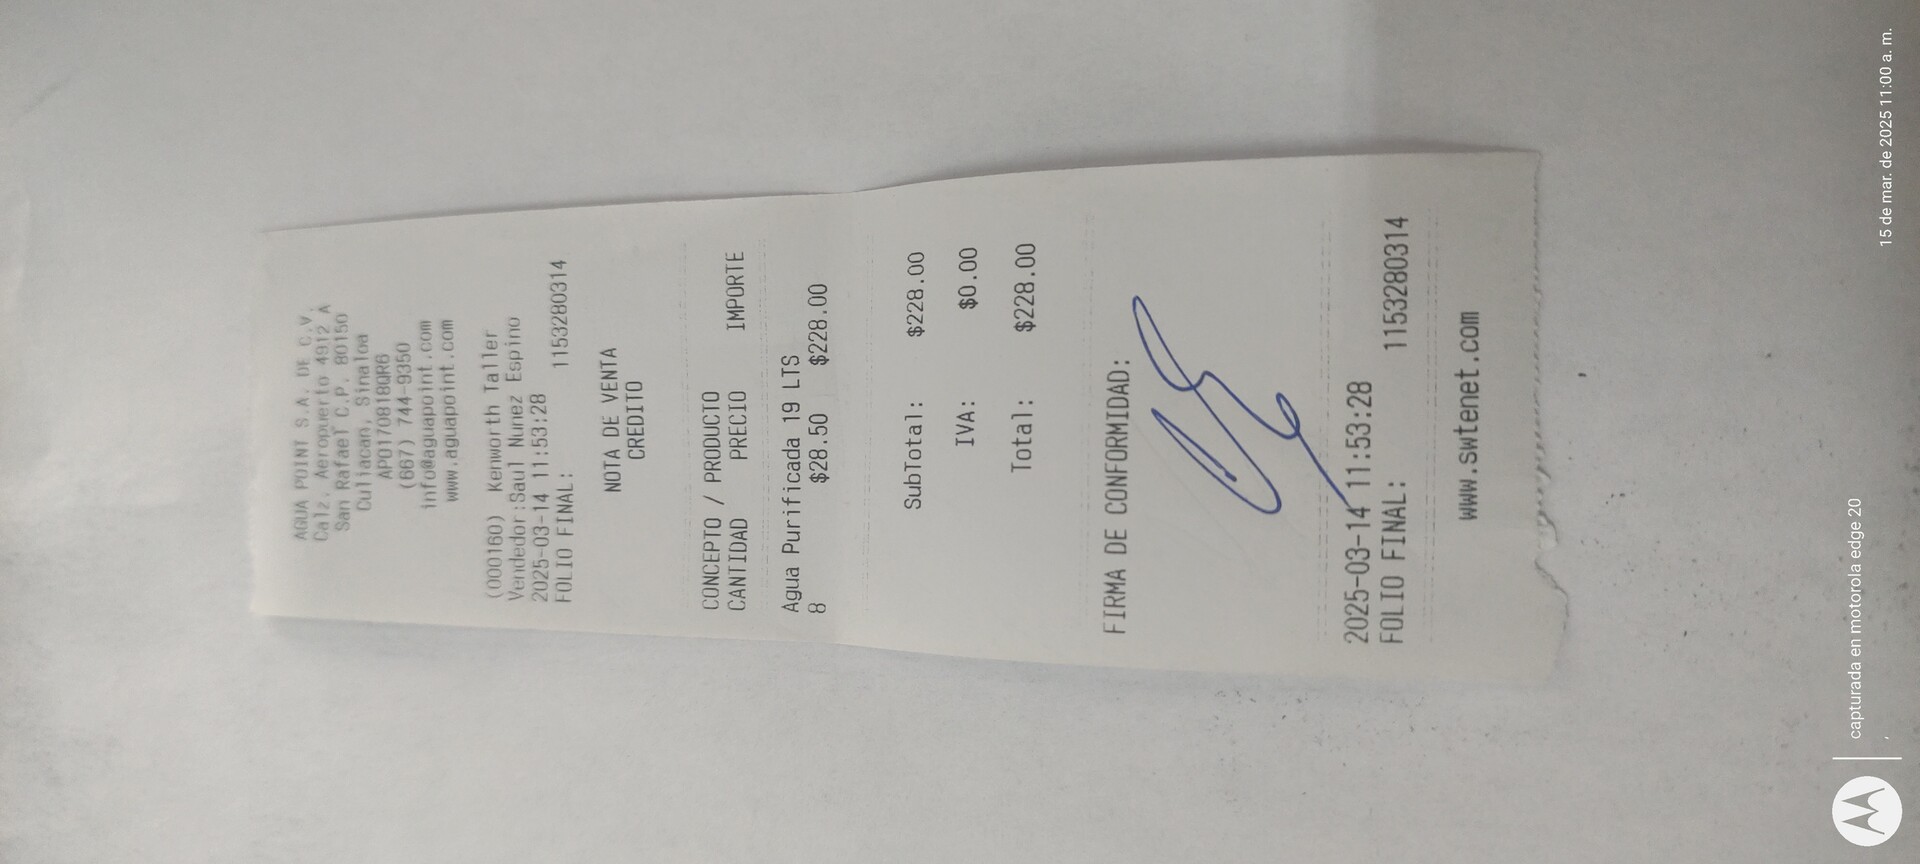 AGUA POINT S.A. DE C.V.
Calz. Aeropuerto 4912 A
San Rafael C.P. 80150
Culiacan, Sinaloa
APO170818QR6
(667) 744-9350
info@aguapoint.com
www.aguapoint.com
(000160) Kenworth Taller
Vendedor:Saul Nunez Espino
2025-03-14 11:53:28
FOLIO FINAL: 1153280314
NOTA DE VENTA
CREDITO
CONCEPTO / PRODUCTO
CANTIDAD PRECIO IMPORTE
Agua Purificada 19 LTS
8 $28.50 $228.00
SubTotal: $228.00
IVA: $0.00
Total: $228.00
FIRMA DE CONFORMIDAD:
2025-03-14 11:53:28
FOLIO FINAL: 1153280314
www.swtenet.com
capturada en motorola edge 20
15 de mar. de 2025 11:00 a. m.